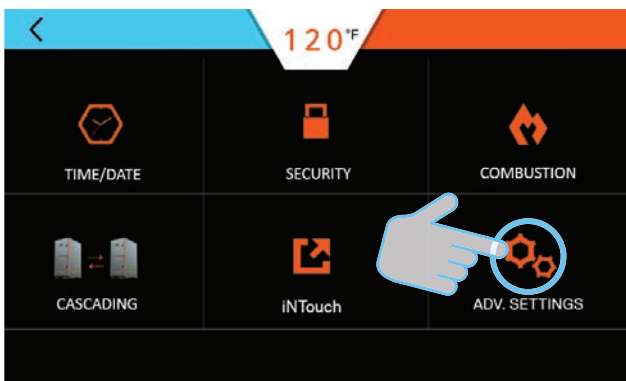 120°F
TIME/DATE
SECURITY
COMBUSTION
CASCADING
iNTouch
ADV. SETTINGS